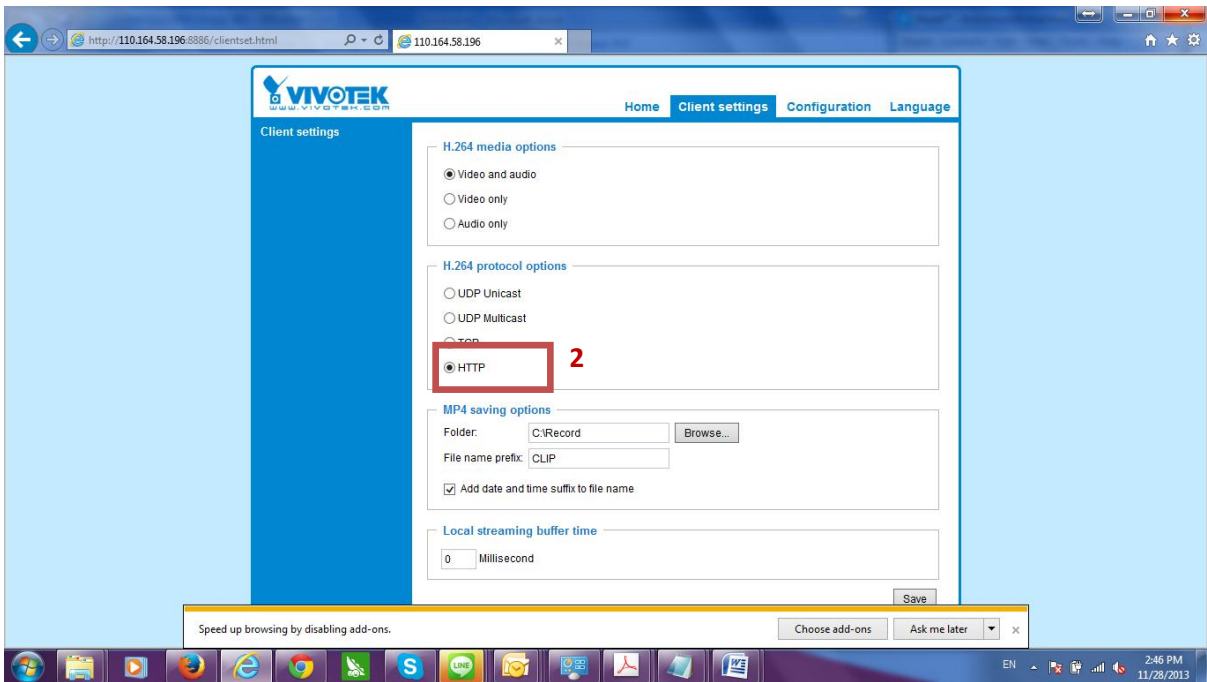 http://110.164.58.196:8886/clientset.html
110.164.58.196
VIVOTEK
www.vivotek.com
Home Client settings Configuration Language
Client settings
H.264 media options
Video and audio
Video only
Audio only
H.264 protocol options
UDP Unicast
UDP Multicast
TCP
HTTP
2
MP4 saving options
Folder: C:\Record Browse...
File name prefix: CLIP
Add date and time suffix to file name
Local streaming buffer time
0 Millisecond
Save
Speed up browsing by disabling add-ons. Choose add-ons Ask me later
LINE
EN
2:46 PM
11/28/2013